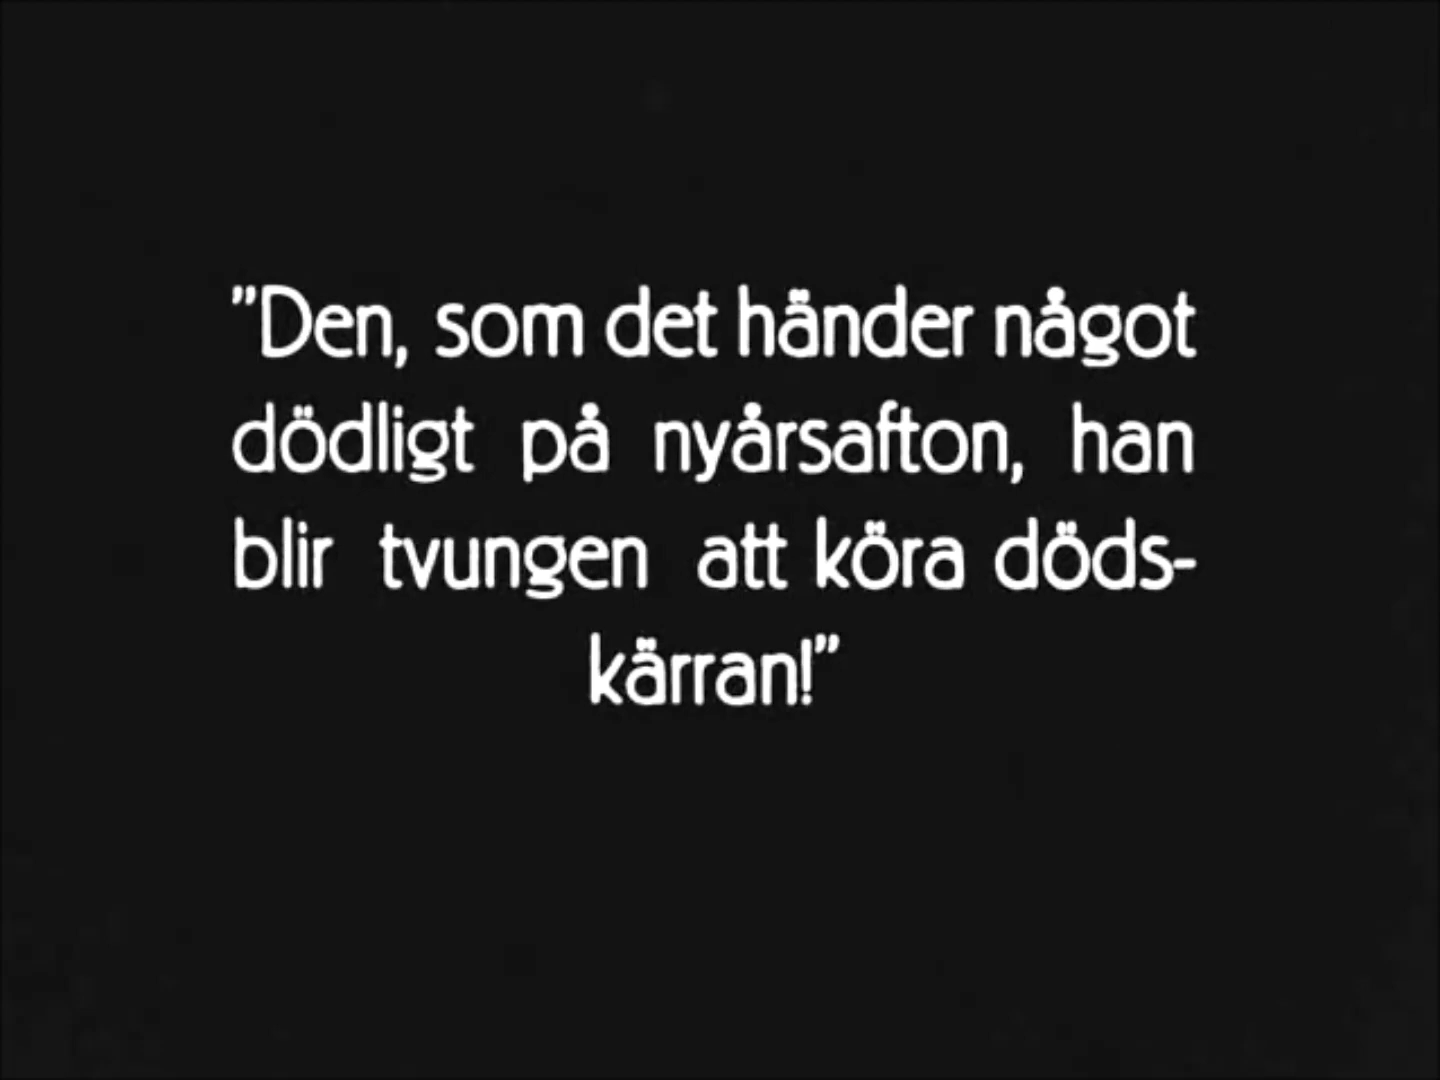 ”Den, som det händer något
dödligt på nyårsafton, han
blir tvungen att köra döds-
kärran!”